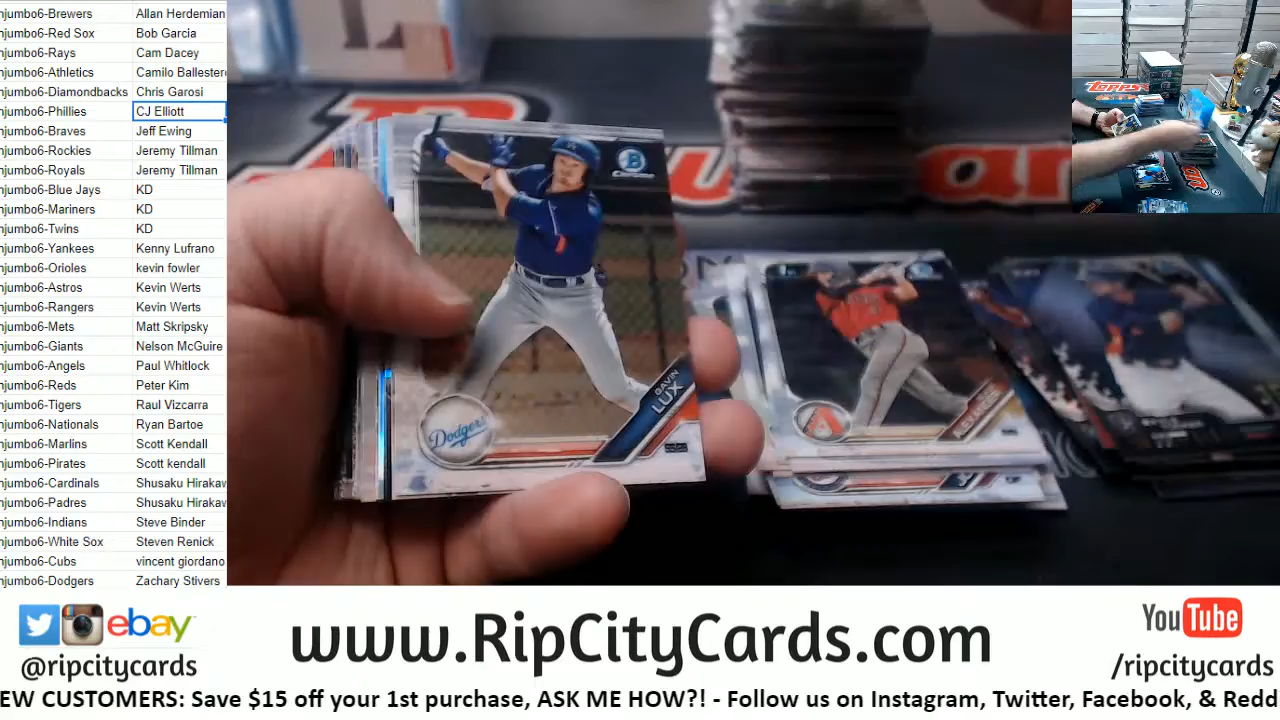 njumbo6-Brewers Allan Herdemian
njumbo6-Red Sox Bob Garcia
njumbo6-Rays Cam Dacey
njumbo6-Athletics Camilo Ballester
njumbo6-Diamondbacks Chris Garosi
njumbo6-Phillies CJ Elliott
njumbo6-Braves Jeff Ewing
njumbo6-Rockies Jeremy Tillman
njumbo6-Royals Jeremy Tillman
njumbo6-Blue Jays KD
njumbo6-Mariners KD
njumbo6-Twins KD
njumbo6-Yankees Kenny Lufrano
njumbo6-Orioles kevin fowler
njumbo6-Astros Kevin Werts
njumbo6-Rangers Kevin Werts
njumbo6-Mets Matt Skripsky
njumbo6-Giants Nelson McGuire
njumbo6-Angels Paul Whitlock
njumbo6-Reds Peter Kim
njumbo6-Tigers Raul Vizcarra
njumbo6-Nationals Ryan Bartoe
njumbo6-Marlins Scott Kendall
njumbo6-Pirates Scott kendall
njumbo6-Cardinals Shusaku Hirakaw
njumbo6-Padres Shusaku Hirakaw
njumbo6-Indians Steve Binder
njumbo6-White Sox Steven Renick
njumbo6-Cubs vincent giordano
njumbo6-Dodgers Zachary Stivers
B
Chrome
GAVIN
LUX
Dodgers
A
Topps
ebay
@ripcitycards
www.RipCityCards.com
YouTube
/ripcitycards
EW CUSTOMERS: Save $15 off your 1st purchase, ASK ME HOW?! - Follow us on Instagram, Twitter, Facebook, & Redd